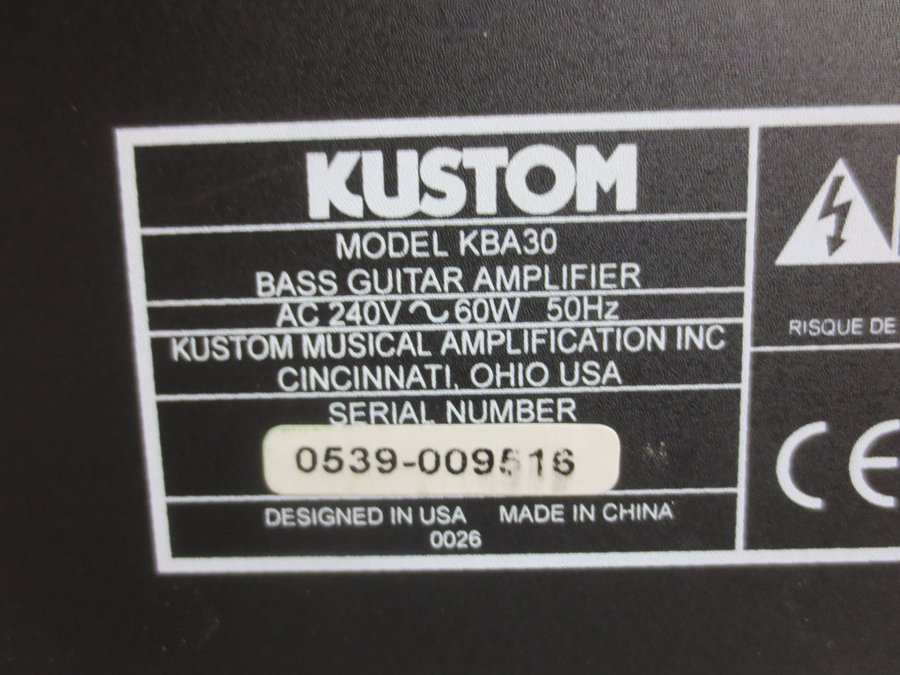 KUSTOM
MODEL KBA30
BASS GUITAR AMPLIFIER
AC 240V ~ 60W 50Hz
KUSTOM MUSICAL AMPLIFICATION INC
CINCINNATI, OHIO USA
SERIAL NUMBER
0539-009516
DESIGNED IN USA MADE IN CHINA
0026
RISQUE DE
CE